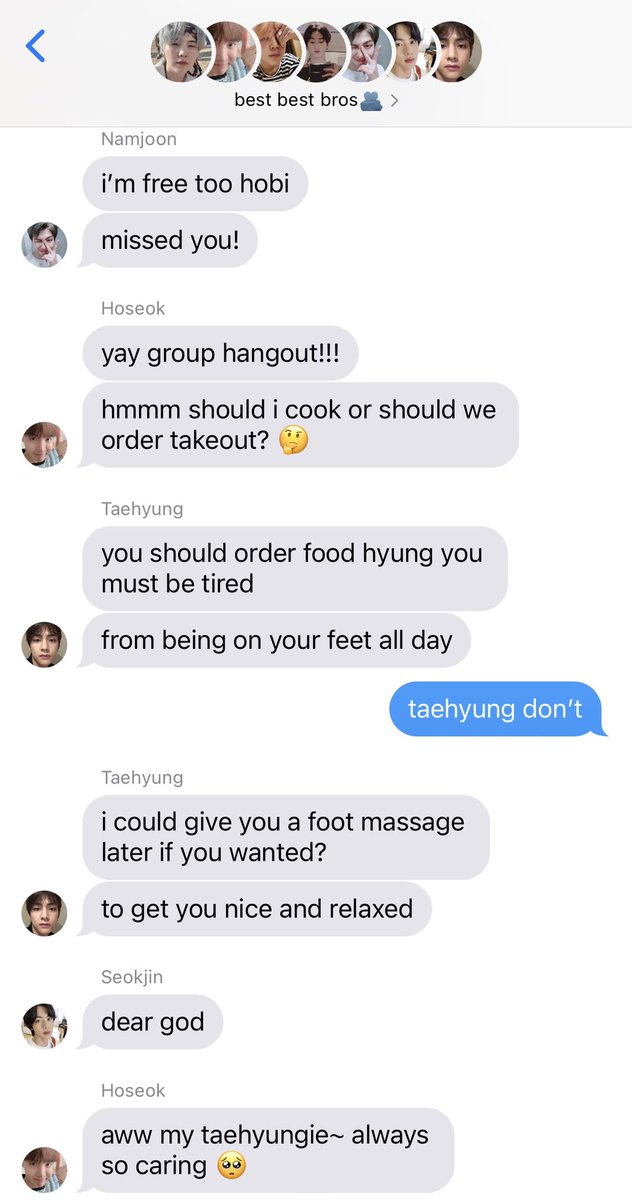 best best bros🫂 >
Namjoon
i’m free too hobi
missed you!
Hoseok
yay group hangout!!!
hmmm should i cook or should we
order takeout? 🤔
Taehyung
you should order food hyung you
must be tired
from being on your feet all day
taehyung don’t
Taehyung
i could give you a foot massage
later if you wanted?
to get you nice and relaxed
Seokjin
dear god
Hoseok
aww my taehyungie~ always
so caring 🥺